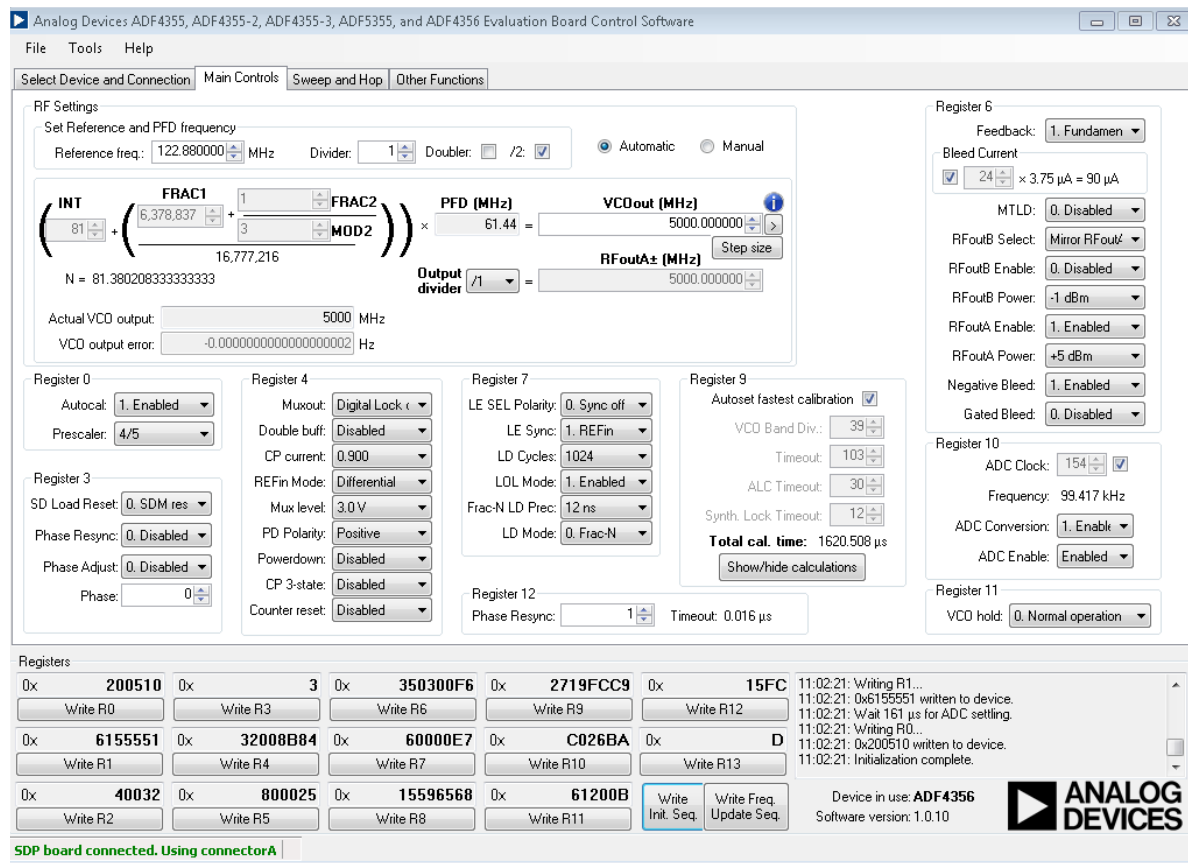 Analog Devices ADF4355, ADF4355-2, ADF4355-3, ADF5355, and ADF4356 Evaluation Board Control Software
File Tools Help
Select Device and Connection Main Controls Sweep and Hop Other Functions
RF Settings
Set Reference and PFD frequency
Reference freq.: 122.880000 MHz Divider: 1 Doubler: /2:
Automatic Manual
INT FRAC1 FRAC2 PFD (MHz) VCOout (MHz)
( 81 + ( 6,378,837 + 1 / 3 MOD2 ) ) × 61.44 = 5000.000000 >
16,777,216
Step size
N = 81.380208333333333
Output divider /1 = RFoutA± (MHz) 5000.000000
Actual VCO output: 5000 MHz
VCO output error: -0.0000000000000000002 Hz
Register 0
Autocal: 1. Enabled
Prescaler: 4/5
Register 3
SD Load Reset: 0. SDM res
Phase Resync: 0. Disabled
Phase Adjust: 0. Disabled
Phase: 0
Register 4
Muxout: Digital Lock
Double buff: Disabled
CP current: 0.900
REFin Mode: Differential
Mux level: 3.0 V
PD Polarity: Positive
Powerdown: Disabled
CP 3-state: Disabled
Counter reset: Disabled
Register 7
LE SEL Polarity: 0. Sync off
LE Sync: 1. REFin
LD Cycles: 1024
LOL Mode: 1. Enabled
Frac-N LD Prec: 12 ns
LD Mode: 0. Frac-N
Register 12
Phase Resync: 1 Timeout: 0.016 µs
Register 9
Autoset fastest calibration
VCO Band Div.: 39
Timeout: 103
ALC Timeout: 30
Synth. Lock Timeout: 12
Total cal. time: 1620.508 µs
Show/hide calculations
Register 6
Feedback: 1. Fundamen
Bleed Current
24 × 3.75 µA = 90 µA
MTLD: 0. Disabled
RFoutB Select: Mirror RFout
RFoutB Enable: 0. Disabled
RFoutB Power: -1 dBm
RFoutA Enable: 1. Enabled
RFoutA Power: +5 dBm
Negative Bleed: 1. Enabled
Gated Bleed: 0. Disabled
Register 10
ADC Clock: 154
Frequency: 99.417 kHz
ADC Conversion: 1. Enable
ADC Enable: Enabled
Register 11
VCO hold: 0. Normal operation
Registers
0x 200510 0x 3 0x 350300F6 0x 2719FCC9 0x 15FC
Write R0 Write R3 Write R6 Write R9 Write R12
0x 6155551 0x 32008B84 0x 60000E7 0x C026BA 0x D
Write R1 Write R4 Write R7 Write R10 Write R13
0x 40032 0x 800025 0x 15596568 0x 61200B
Write R2 Write R5 Write R8 Write R11
Write Init. Seq. Write Freq. Update Seq.
11:02:21: Writing R1...
11:02:21: 0x6155551 written to device.
11:02:21: Wait 161 µs for ADC settling.
11:02:21: Writing R0...
11:02:21: 0x200510 written to device.
11:02:21: Initialization complete.
Device in use: ADF4356
Software version: 1.0.10
ANALOG
DEVICES
SDP board connected. Using connectorA